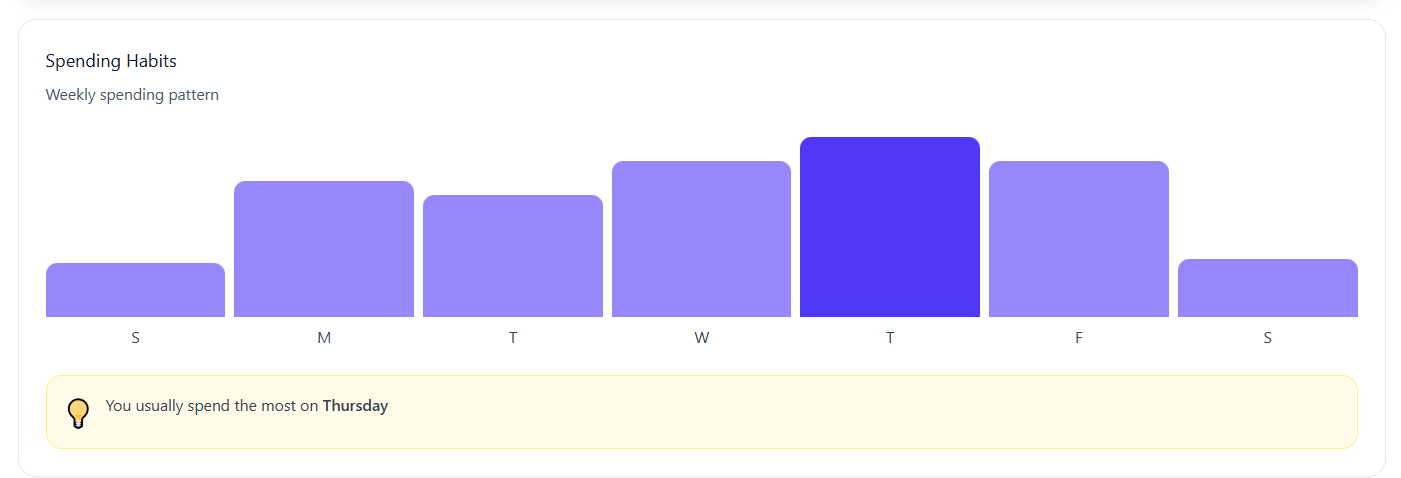 Spending Habits
Weekly spending pattern
S M T W T F S
You usually spend the most on Thursday